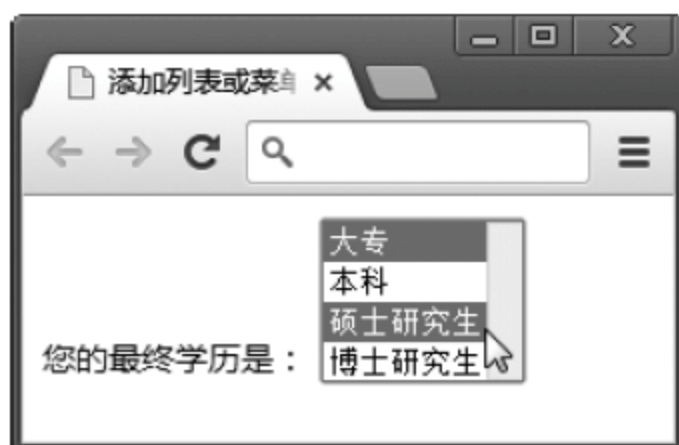 添加列表或菜单
大专
本科
硕士研究生
您的最终学历是：
博士研究生